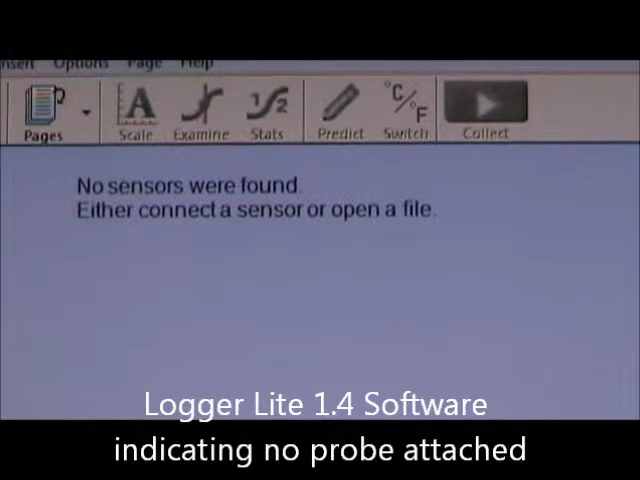 Insert Options Page Help
Pages Scale Examine Stats Predict Switch Collect
No sensors were found.
Either connect a sensor or open a file.
Logger Lite 1.4 Software
indicating no probe attached